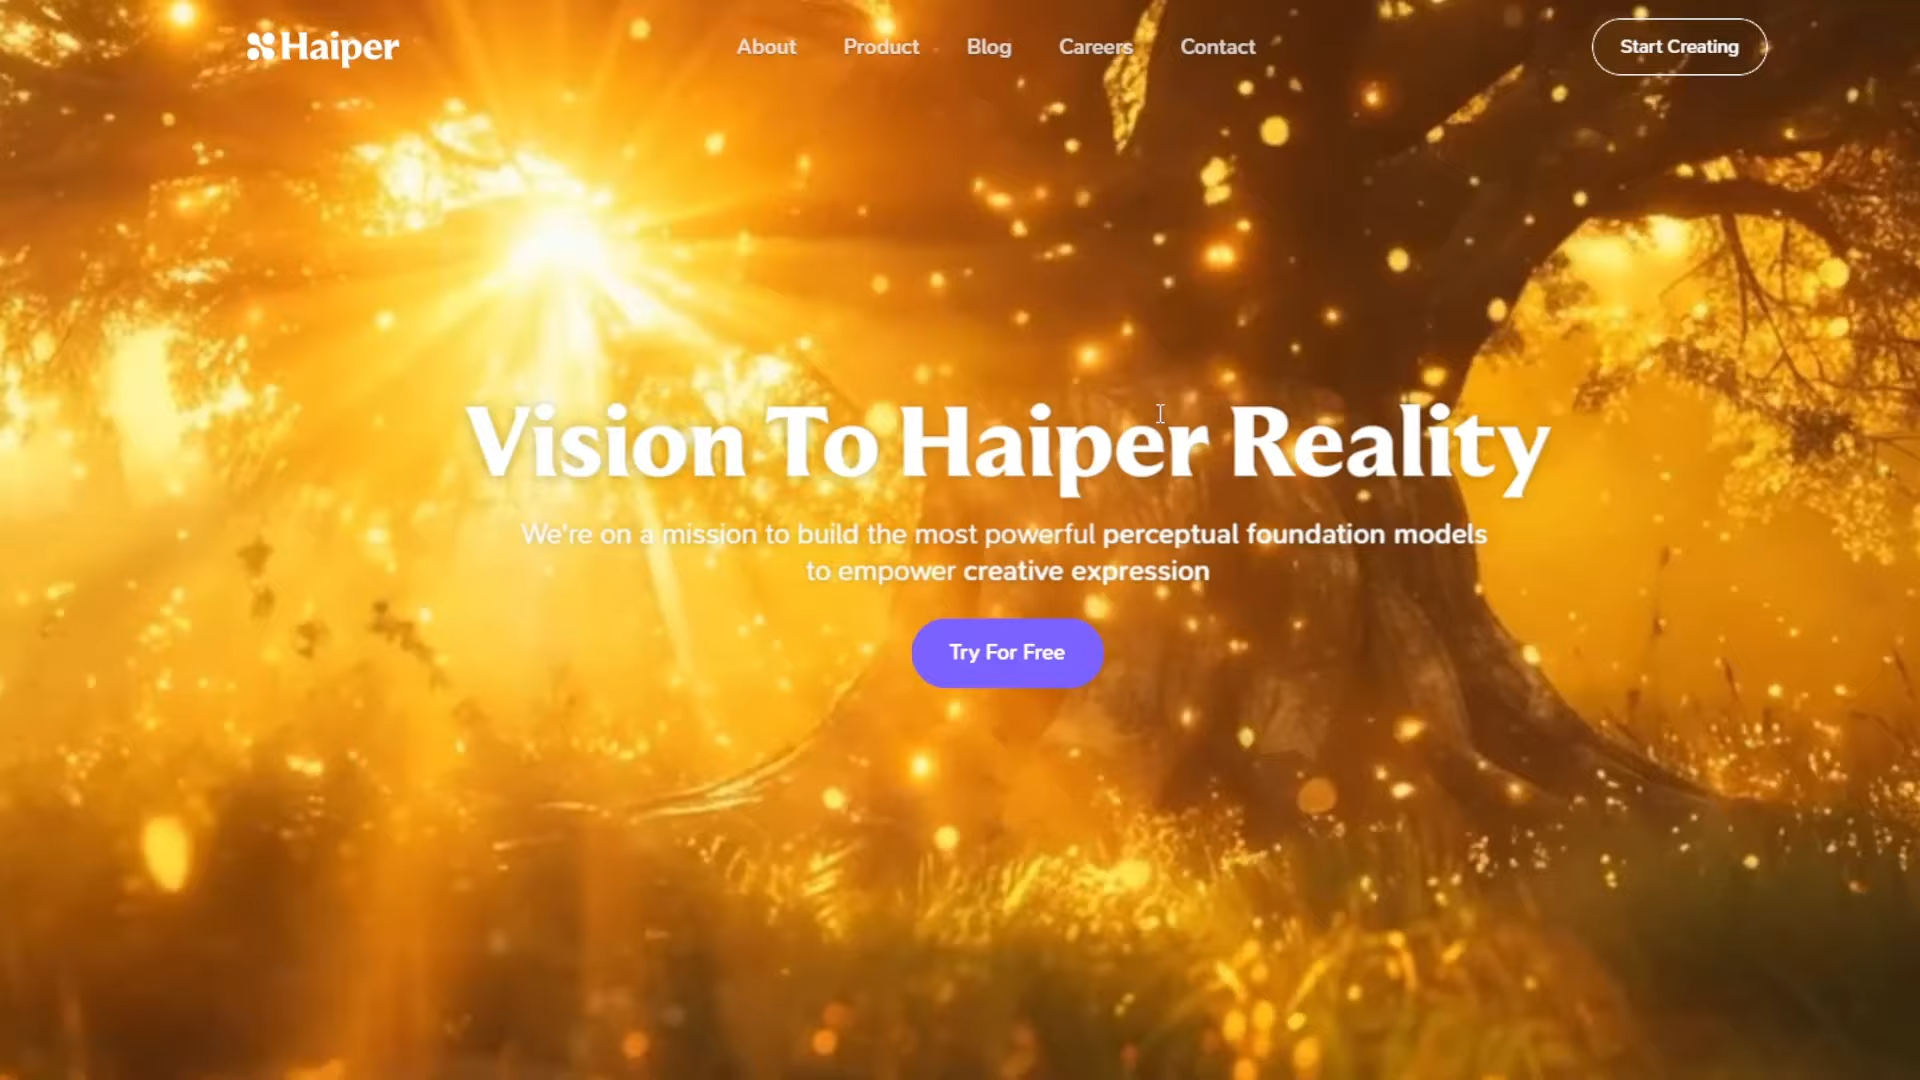 Haiper
About
Product
Blog
Careers
Contact
Start Creating
Vision To Haiper Reality
We're on a mission to build the most powerful perceptual foundation models
to empower creative expression
Try For Free